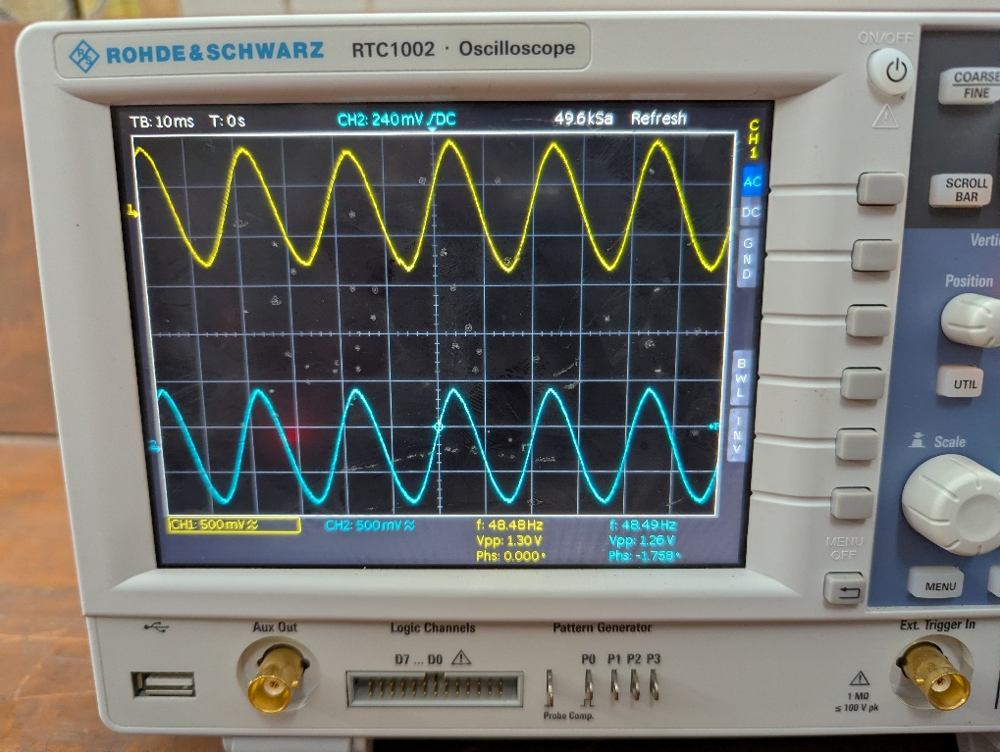 ROHDE&SCHWARZ RTC1002 · Oscilloscope
ON/OFF
COARSE
FINE
TB: 10ms T: 0s CH2: 240mV DC 49.6kSa Refresh
CH1
AC
DC
GND
BWL
INV
1
2
T
SCROLL
BAR
Position
UTIL
Scale
CH1: 500mV≈ CH2: 500mV≈ f: 48.48Hz f: 48.49Hz
Vpp: 1.30V Vpp: 1.26V
Phs: 0.000° Phs: -1.758°
MENU
OFF
MENU
Aux Out Logic Channels Pattern Generator Ext. Trigger In
D7 ... D0 P0 P1 P2 P3
Probe Comp.
1 MΩ
≤ 100 V pk